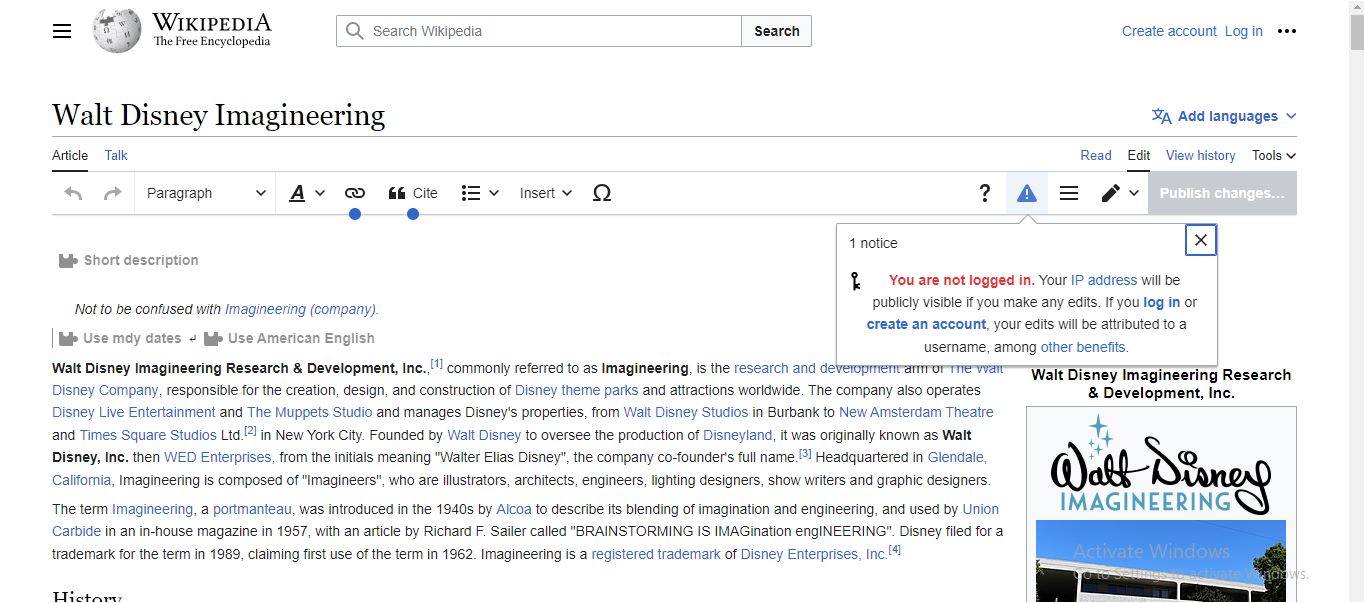 WIKIPEDIA
The Free Encyclopedia
Search Wikipedia
Search
Create account Log in
Walt Disney Imagineering
Add languages
Article Talk
Read Edit View history Tools
Paragraph A Cite Insert Ω ? Publish changes...
1 notice
You are not logged in. Your IP address will be
publicly visible if you make any edits. If you log in or
create an account, your edits will be attributed to a
username, among other benefits.
Short description
Not to be confused with Imagineering (company).
Use mdy dates ↵ Use American English
Walt Disney Imagineering Research & Development, Inc.,[1] commonly referred to as Imagineering, is the research and development arm of The Walt
Disney Company, responsible for the creation, design, and construction of Disney theme parks and attractions worldwide. The company also operates
Disney Live Entertainment and The Muppets Studio and manages Disney's properties, from Walt Disney Studios in Burbank to New Amsterdam Theatre
and Times Square Studios Ltd.[2] in New York City. Founded by Walt Disney to oversee the production of Disneyland, it was originally known as Walt
Disney, Inc. then WED Enterprises, from the initials meaning "Walter Elias Disney", the company co-founder's full name.[3] Headquartered in Glendale,
California, Imagineering is composed of "Imagineers", who are illustrators, architects, engineers, lighting designers, show writers and graphic designers.
The term Imagineering, a portmanteau, was introduced in the 1940s by Alcoa to describe its blending of imagination and engineering, and used by Union
Carbide in an in-house magazine in 1957, with an article by Richard F. Sailer called "BRAINSTORMING IS IMAGination engINEERING". Disney filed for a
trademark for the term in 1989, claiming first use of the term in 1962. Imagineering is a registered trademark of Disney Enterprises, Inc.[4]
History
Walt Disney Imagineering Research
& Development, Inc.
Walt Disney
IMAGINEERING
Activate Windows
Go to Settings to activate Windows.